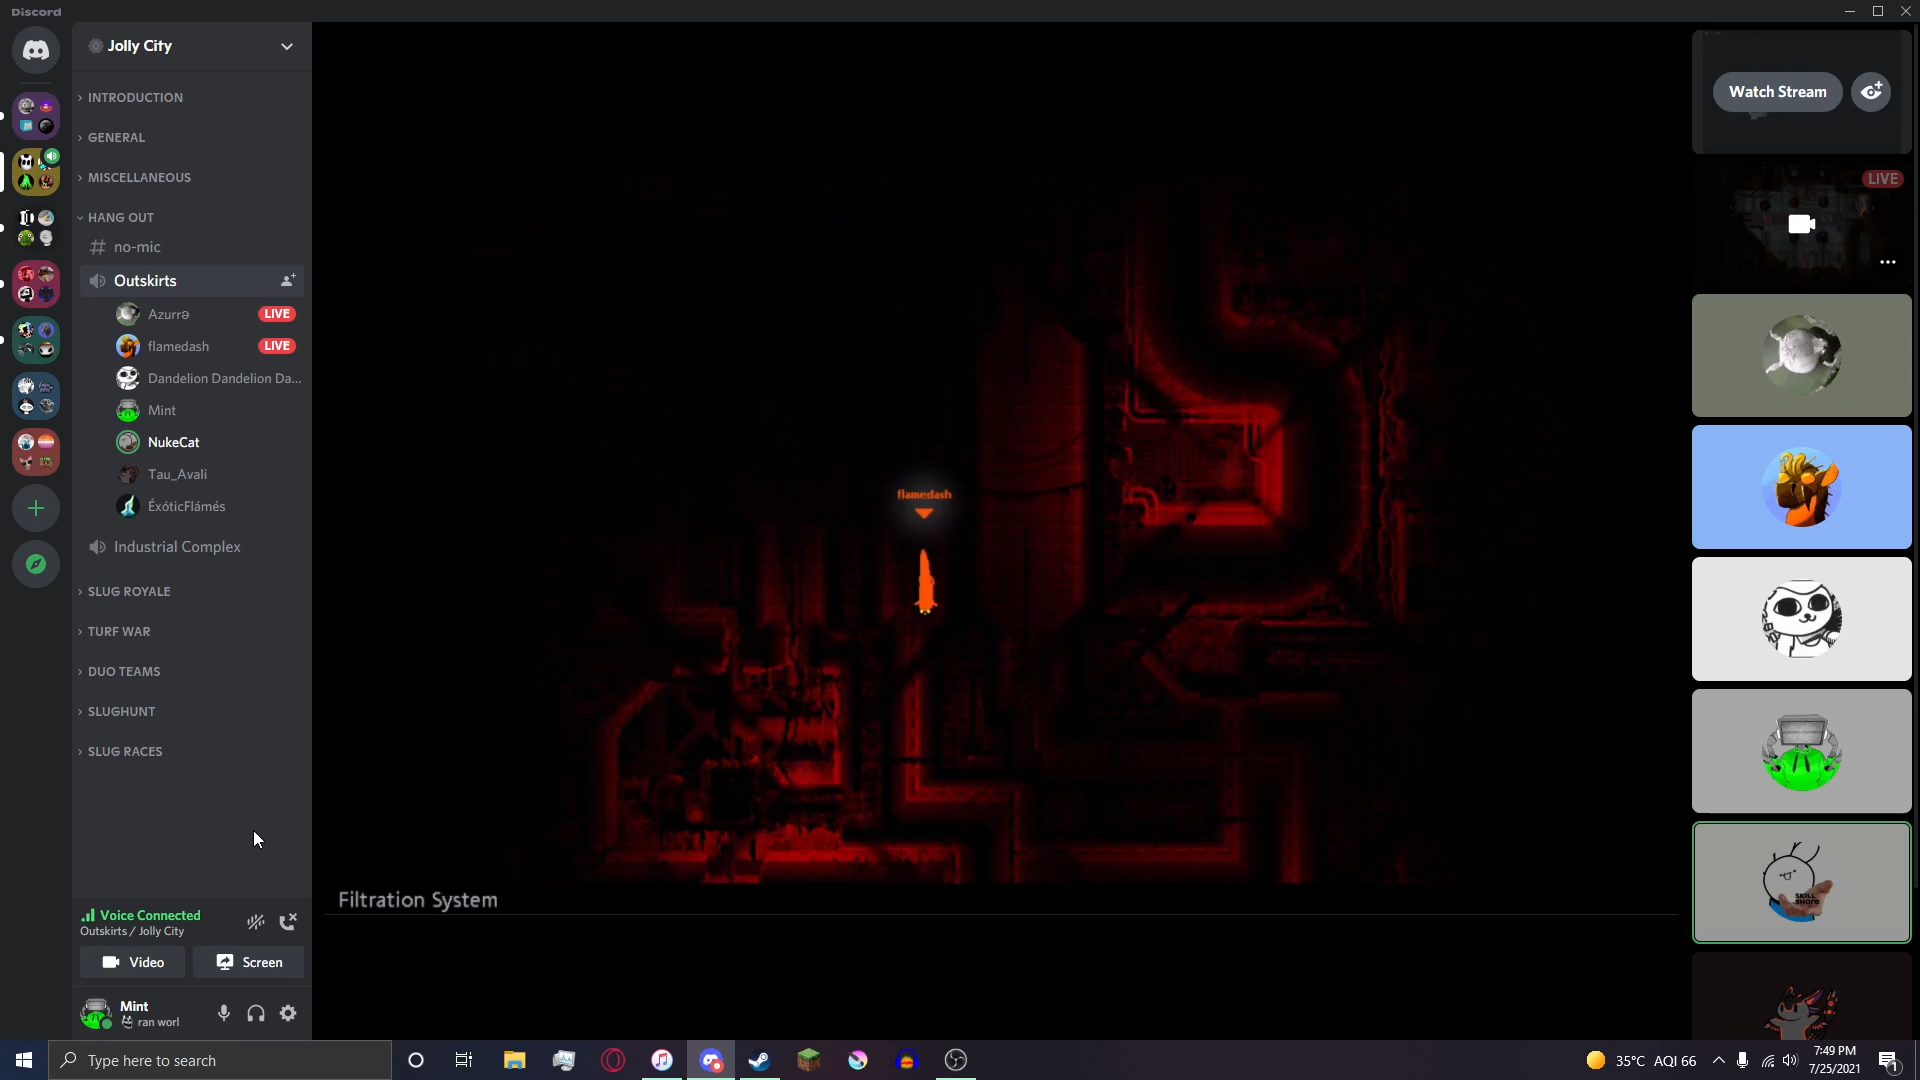 Discord
Jolly City
INTRODUCTION
GENERAL
MISCELLANEOUS
HANG OUT
no-mic
Outskirts
Azurrə LIVE
flamedash LIVE
Dandelion Dandelion Da...
Mint
NukeCat
Tau_Avali
ÉxóticFlámés
Industrial Complex
SLUG ROYALE
TURF WAR
DUO TEAMS
SLUGHUNT
SLUG RACES
Voice Connected
Outskirts / Jolly City
Video
Screen
Mint
ran worl
flamedash
Filtration System
Watch Stream
LIVE
SKILL
SHARE
Type here to search
35°C AQI 66
7:49 PM
7/25/2021
1